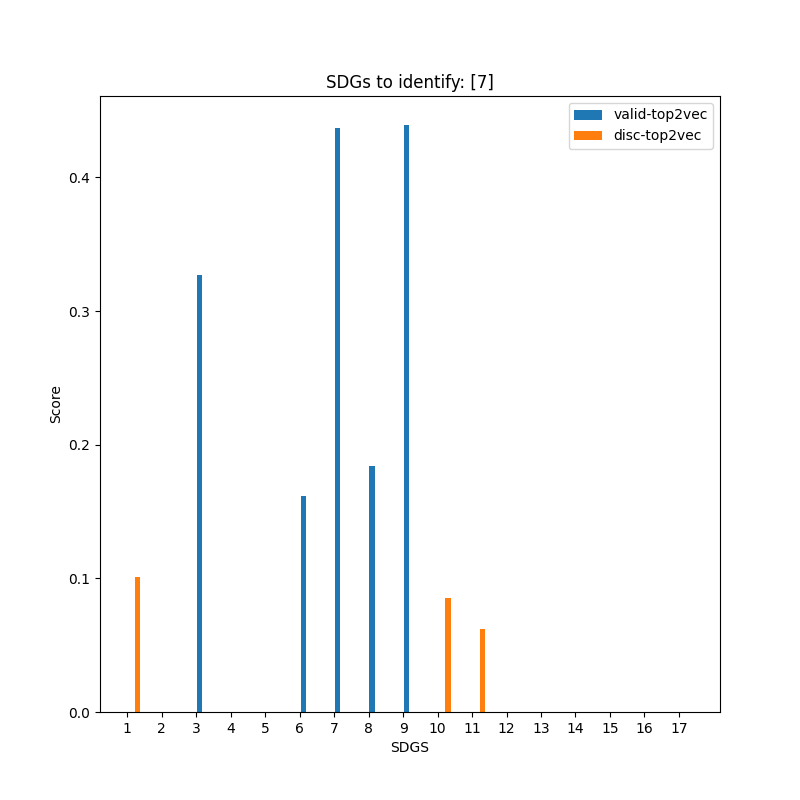 SDGs to identify: [7]
valid-top2vec
disc-top2vec
Score
0.4
0.3
0.2
0.1
0.0
1 2 3 4 5 6 7 8 9 10 11 12 13 14 15 16 17
SDGS